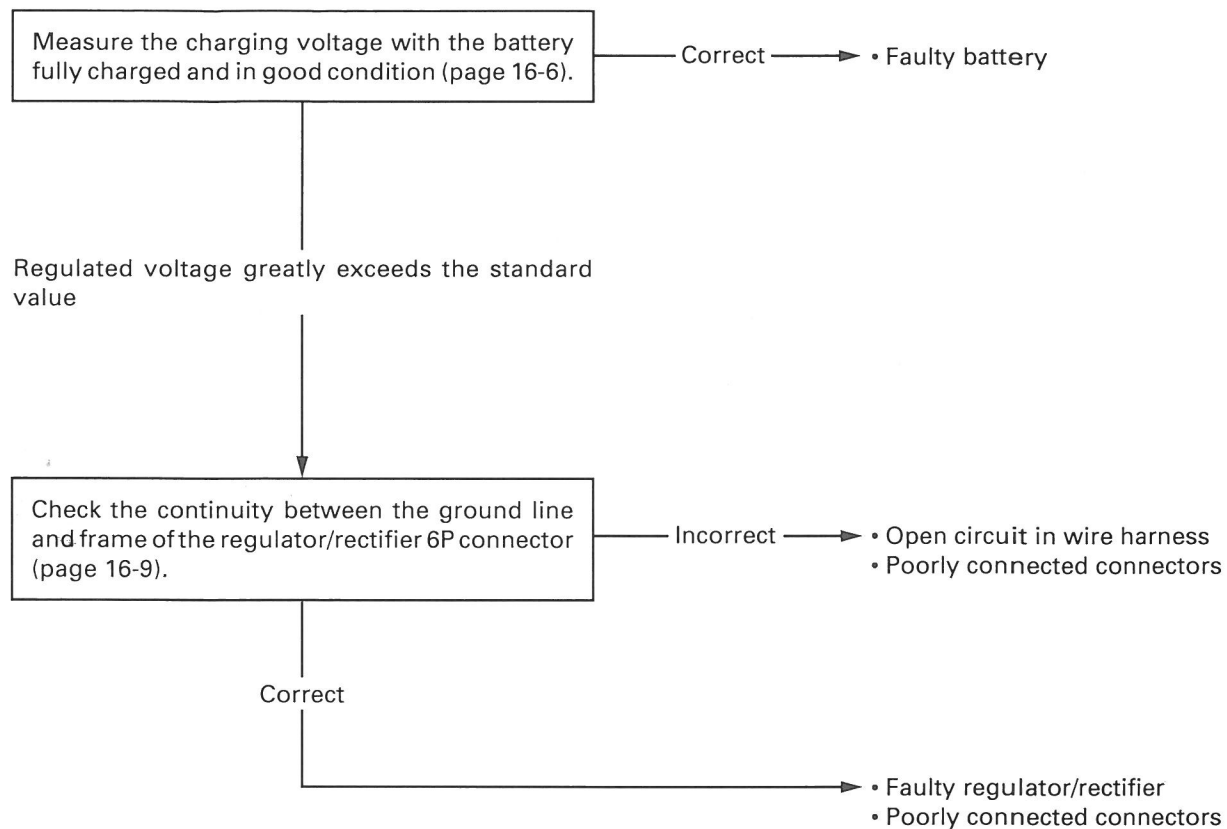 Measure the charging voltage with the battery
fully charged and in good condition (page 16-6).
Correct
• Faulty battery
Regulated voltage greatly exceeds the standard
value
Check the continuity between the ground line
and frame of the regulator/rectifier 6P connector
(page 16-9).
Incorrect
• Open circuit in wire harness
• Poorly connected connectors
Correct
• Faulty regulator/rectifier
• Poorly connected connectors